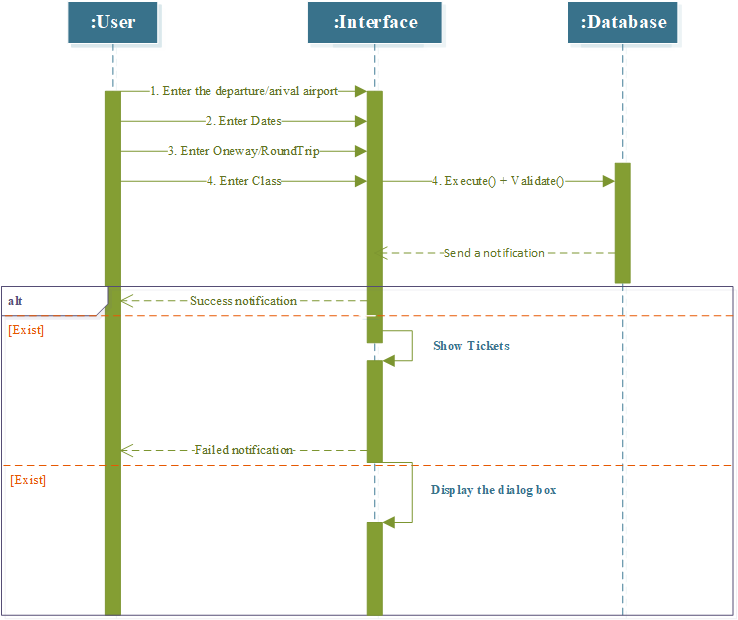 :User
:Interface
:Database
1. Enter the departure/arival airport
2. Enter Dates
3. Enter Oneway/RoundTrip
4. Enter Class
4. Execute() + Validate()
Send a notification
alt
Success notification
[Exist]
Show Tickets
Failed notification
[Exist]
Display the dialog box